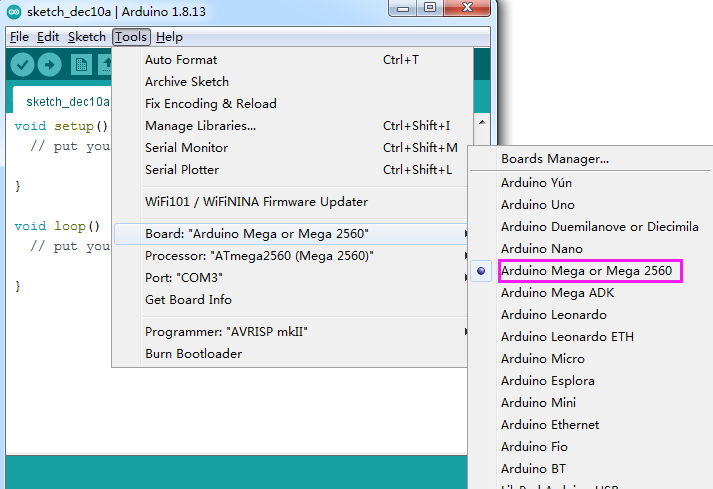 sketch_dec10a | Arduino 1.8.13
File Edit Sketch Tools Help
sketch_dec10a
void setup()
// put you
}
void loop()
// put you
}
Auto Format Ctrl+T
Archive Sketch
Fix Encoding & Reload
Manage Libraries... Ctrl+Shift+I
Serial Monitor Ctrl+Shift+M
Serial Plotter Ctrl+Shift+L
WiFi101 / WiFiNINA Firmware Updater
Board: "Arduino Mega or Mega 2560"
Processor: "ATmega2560 (Mega 2560)"
Port: "COM3"
Get Board Info
Programmer: "AVRISP mkII"
Burn Bootloader
Boards Manager...
Arduino Yún
Arduino Uno
Arduino Duemilanove or Diecimila
Arduino Nano
Arduino Mega or Mega 2560
Arduino Mega ADK
Arduino Leonardo
Arduino Leonardo ETH
Arduino Micro
Arduino Esplora
Arduino Mini
Arduino Ethernet
Arduino Fio
Arduino BT
LilyPad Arduino USB